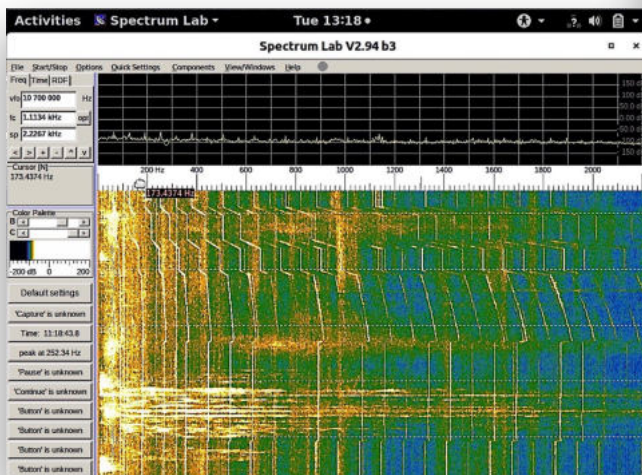 Activities Spectrum Lab Tue 13:18
Spectrum Lab V2.94 b3
File Start/Stop Options Quick Settings Components View/Windows Help
Freq Time RDF
vfo 10 700 000 Hz
fc 1.1134 kHz opt
sp 2.2267 kHz
< > + - ^ v
Cursor [N]
173.4374 Hz
200 Hz 400 600 800 1000 1200 1400 1600 1800 2000
173.4374 Hz
Color Palette
B <  >
C <  >
-200 dB 0 200
Default settings
'Capture' is unknown
Time: 11:18:43.8
peak at 252.34 Hz
'Pause' is unknown
'Continue' is unknown
'Button' is unknown
'Button' is unknown
'Button' is unknown
'Button' is unknown